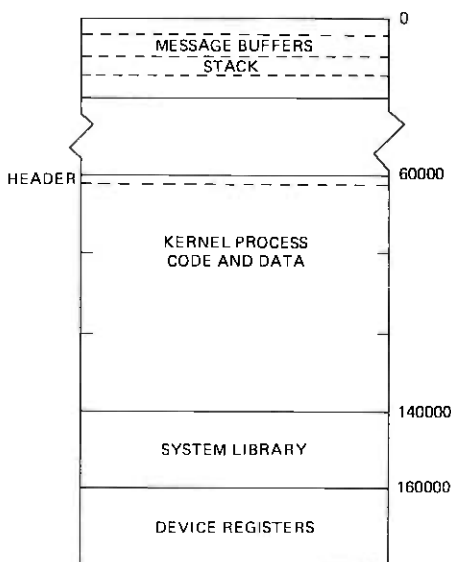 0
MESSAGE BUFFERS
STACK
HEADER
60000
KERNEL PROCESS
CODE AND DATA
140000
SYSTEM LIBRARY
160000
DEVICE REGISTERS